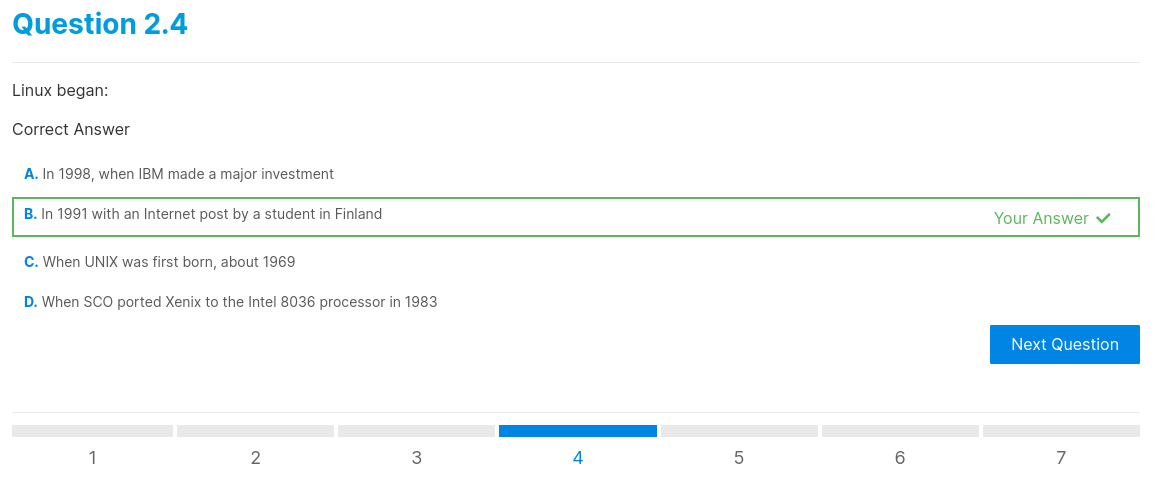 Question 2.4
Linux began:
Correct Answer
A. In 1998, when IBM made a major investment
B. In 1991 with an Internet post by a student in Finland
Your Answer ✓
C. When UNIX was first born, about 1969
D. When SCO ported Xenix to the Intel 8036 processor in 1983
Next Question
1 2 3 4 5 6 7